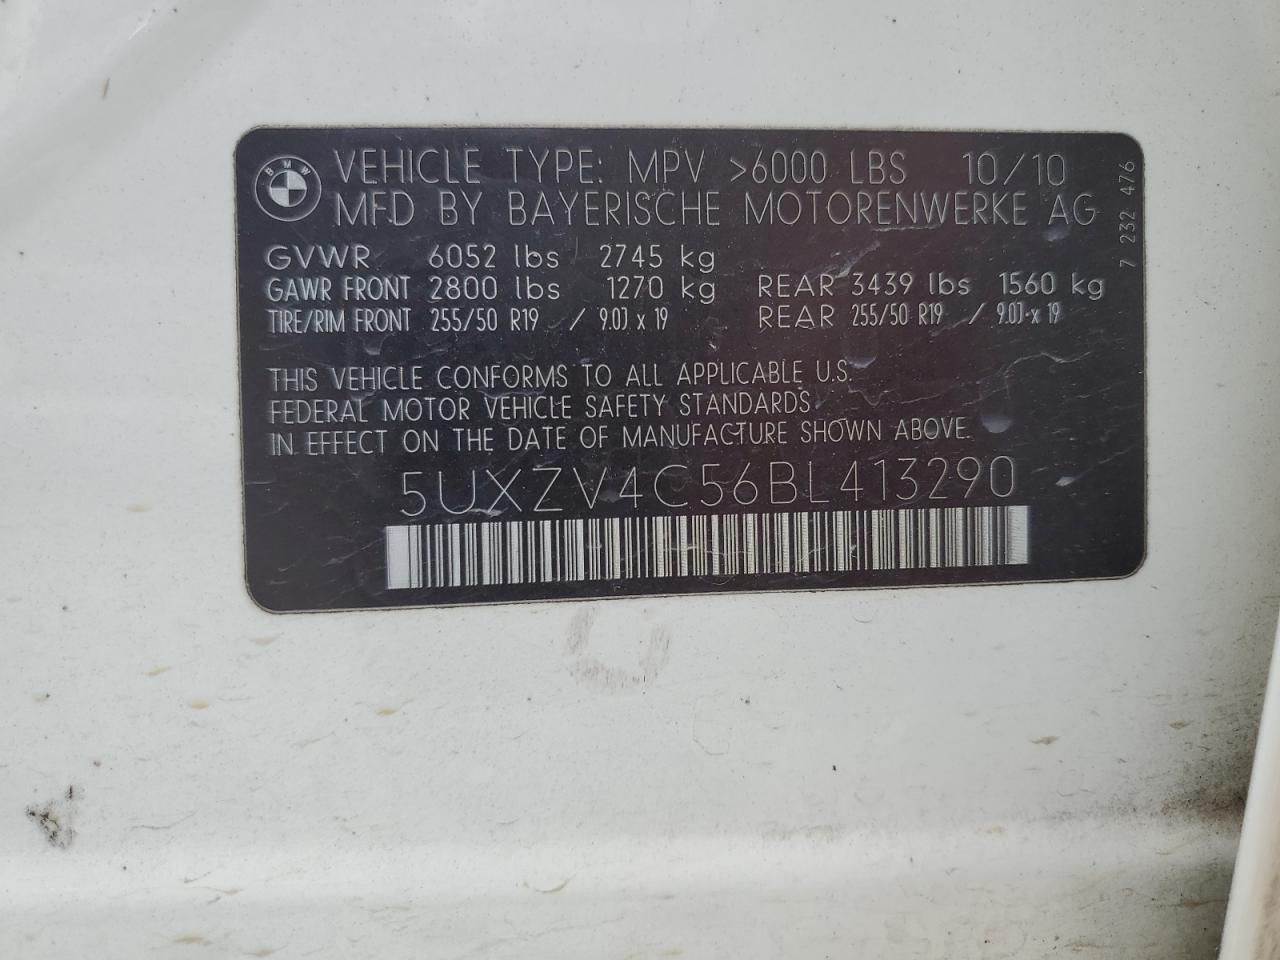 BMW
VEHICLE TYPE: MPV >6000 LBS 10/10
MFD BY BAYERISCHE MOTORENWERKE AG
GVWR 6052 lbs 2745 kg
GAWR FRONT 2800 lbs 1270 kg REAR 3439 lbs 1560 kg
TIRE/RIM FRONT 255/50 R19 / 9.0J x 19 REAR 255/50 R19 / 9.0J x 19
THIS VEHICLE CONFORMS TO ALL APPLICABLE U.S.
FEDERAL MOTOR VEHICLE SAFETY STANDARDS
IN EFFECT ON THE DATE OF MANUFACTURE SHOWN ABOVE.
5UXZV4C56BL413290
7 232 476